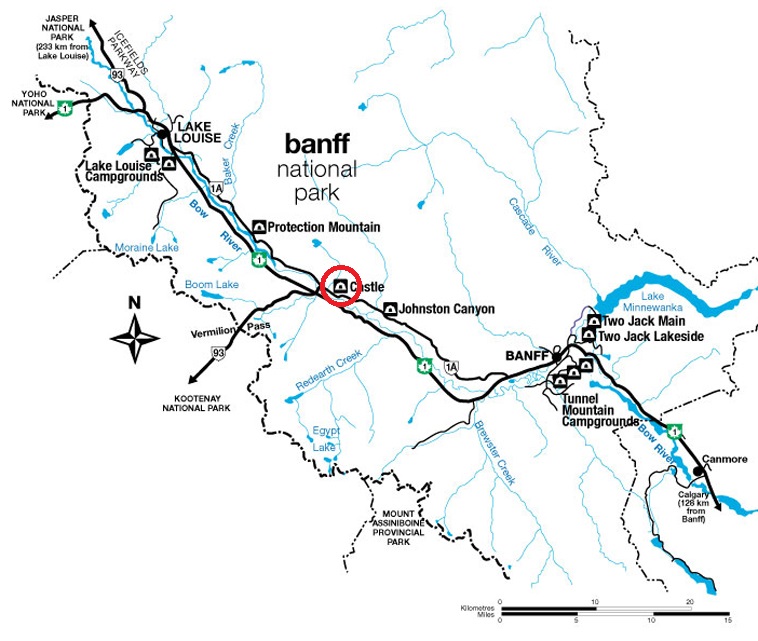 JASPER
NATIONAL
PARK
(233 km from
Lake Louise)
ICEFIELDS
PARKWAY
93
YOHO
NATIONAL
PARK
1
LAKE
LOUISE
Lake Louise
Campgrounds
Baker Creek
1A
banff
national
park
Bow
River
Protection Mountain
Moraine Lake
1
Boom Lake
Castle
Cascade
River
Lake
Minnewanka
Johnston Canyon
Two Jack Main
Two Jack Lakeside
N
Vermilion Pass
93
KOOTENAY
NATIONAL PARK
Redearth Creek
1
1A
BANFF
Tunnel
Mountain
Campgrounds
Egypt
Lake
Brewster Creek
Bow River
1
Canmore
Calgary
(128 km
from
Banff)
MOUNT
ASSINIBOINE
PROVINCIAL
PARK
0 10 20
Kilometres
Miles
0 5 10 15